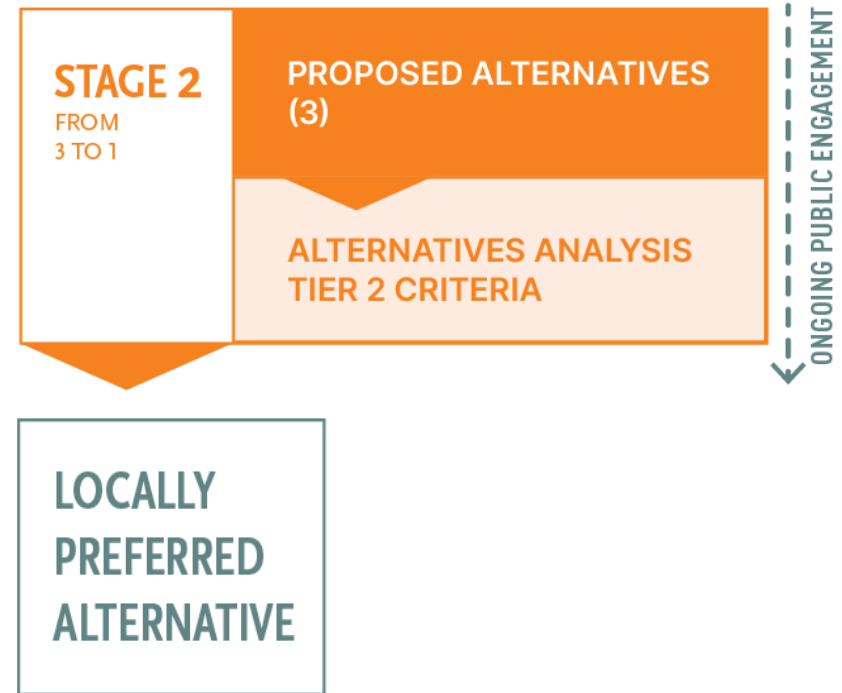 STAGE 2
FROM
3 TO 1
PROPOSED ALTERNATIVES
(3)
ALTERNATIVES ANALYSIS
TIER 2 CRITERIA
ONGOING PUBLIC ENGAGEMENT
LOCALLY
PREFERRED
ALTERNATIVE